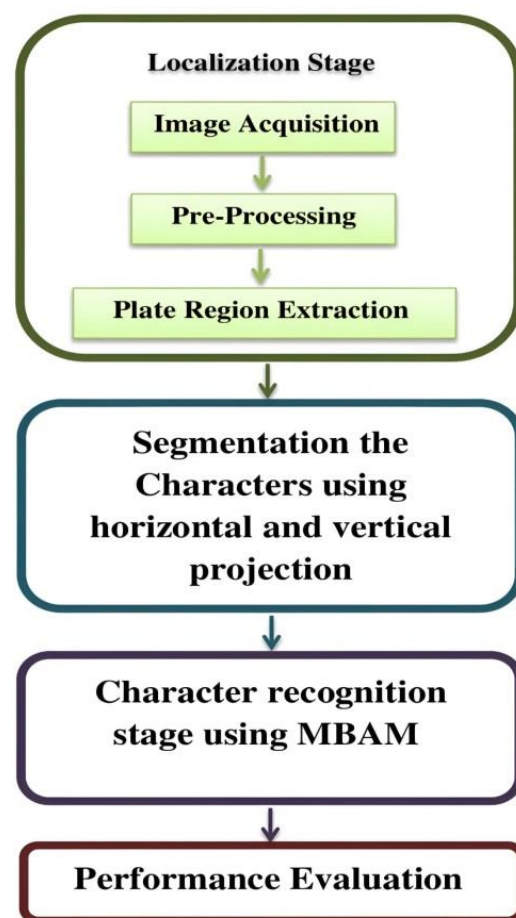 Localization Stage
Image Acquisition
Pre-Processing
Plate Region Extraction
Segmentation the
Characters using
horizontal and vertical
projection
Character recognition
stage using MBAM
Performance Evaluation